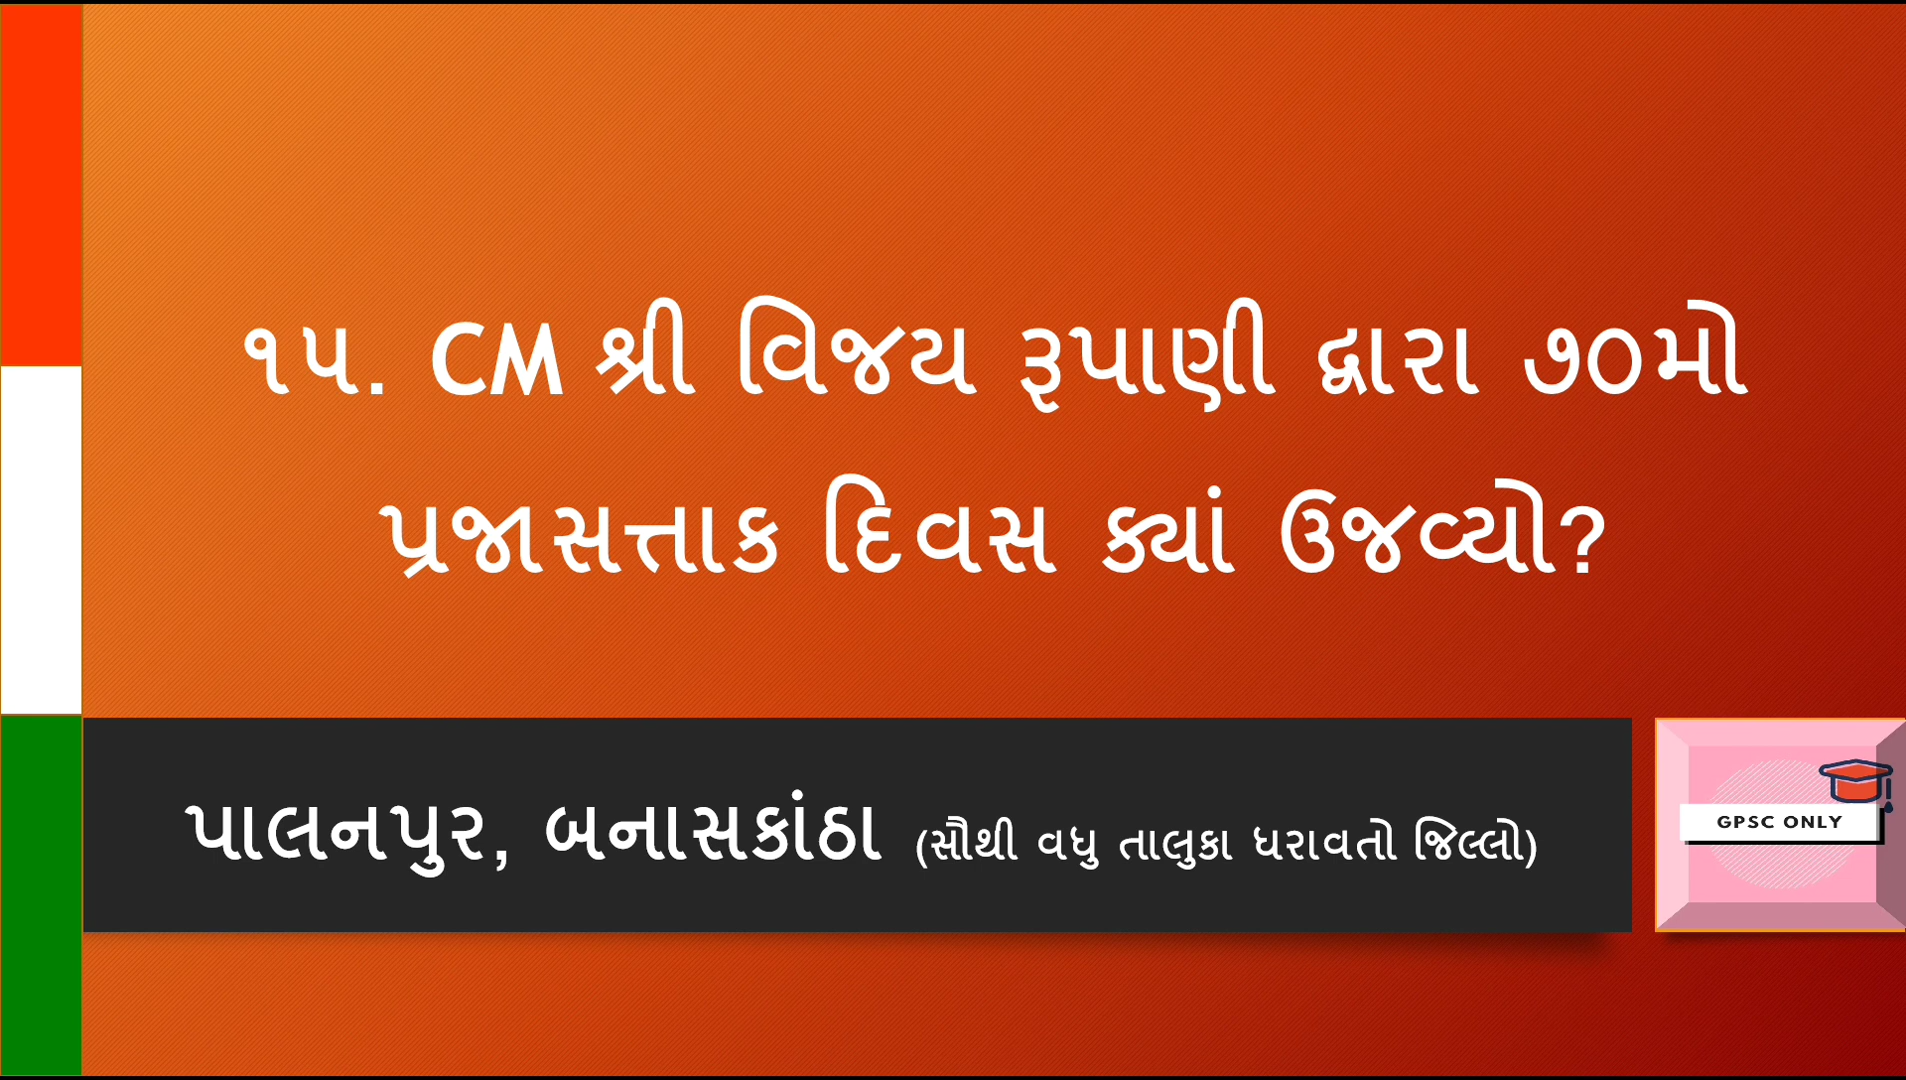 ૧૫. CM શ્રી વિજય રૂપાણી દ્વારા ૭૦મો
પ્રજાસત્તાક દિવસ ક્યાં ઉજવ્યો?
પાલનપુર, બનાસકાંઠા (સૌથી વધુ તાલુકા ધરાવતો જિલ્લો)
GPSC ONLY